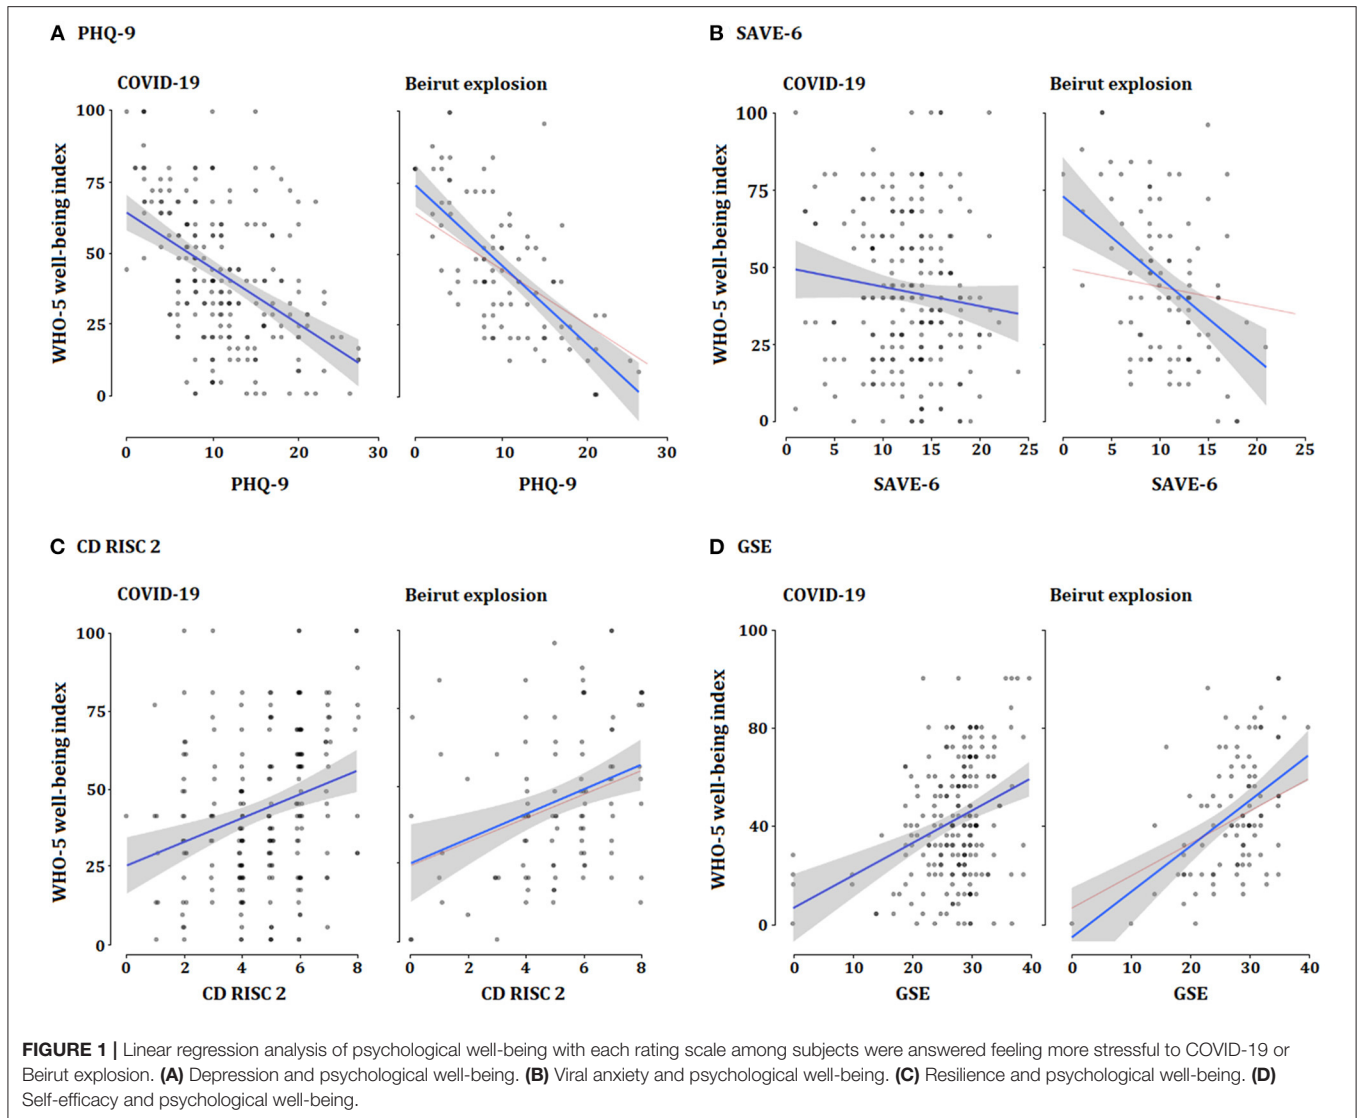 A PHQ-9
COVID-19
Beirut explosion
WHO-5 well-being index
100
75
50
25
0
0 10 20 30
0 10 20 30
PHQ-9
PHQ-9
B SAVE-6
COVID-19
Beirut explosion
WHO-5 well-being index
100
75
50
25
0
0 5 10 15 20 25
0 5 10 15 20 25
SAVE-6
SAVE-6
C CD RISC 2
COVID-19
Beirut explosion
WHO-5 well-being index
100
75
50
25
0
0 2 4 6 8
0 2 4 6 8
CD RISC 2
CD RISC 2
D GSE
COVID-19
Beirut explosion
WHO-5 well-being index
100
80
40
0
0 10 20 30 40
0 10 20 30 40
GSE
GSE
FIGURE 1 | Linear regression analysis of psychological well-being with each rating scale among subjects were answered feeling more stressful to COVID-19 or
Beirut explosion. (A) Depression and psychological well-being. (B) Viral anxiety and psychological well-being. (C) Resilience and psychological well-being. (D)
Self-efficacy and psychological well-being.